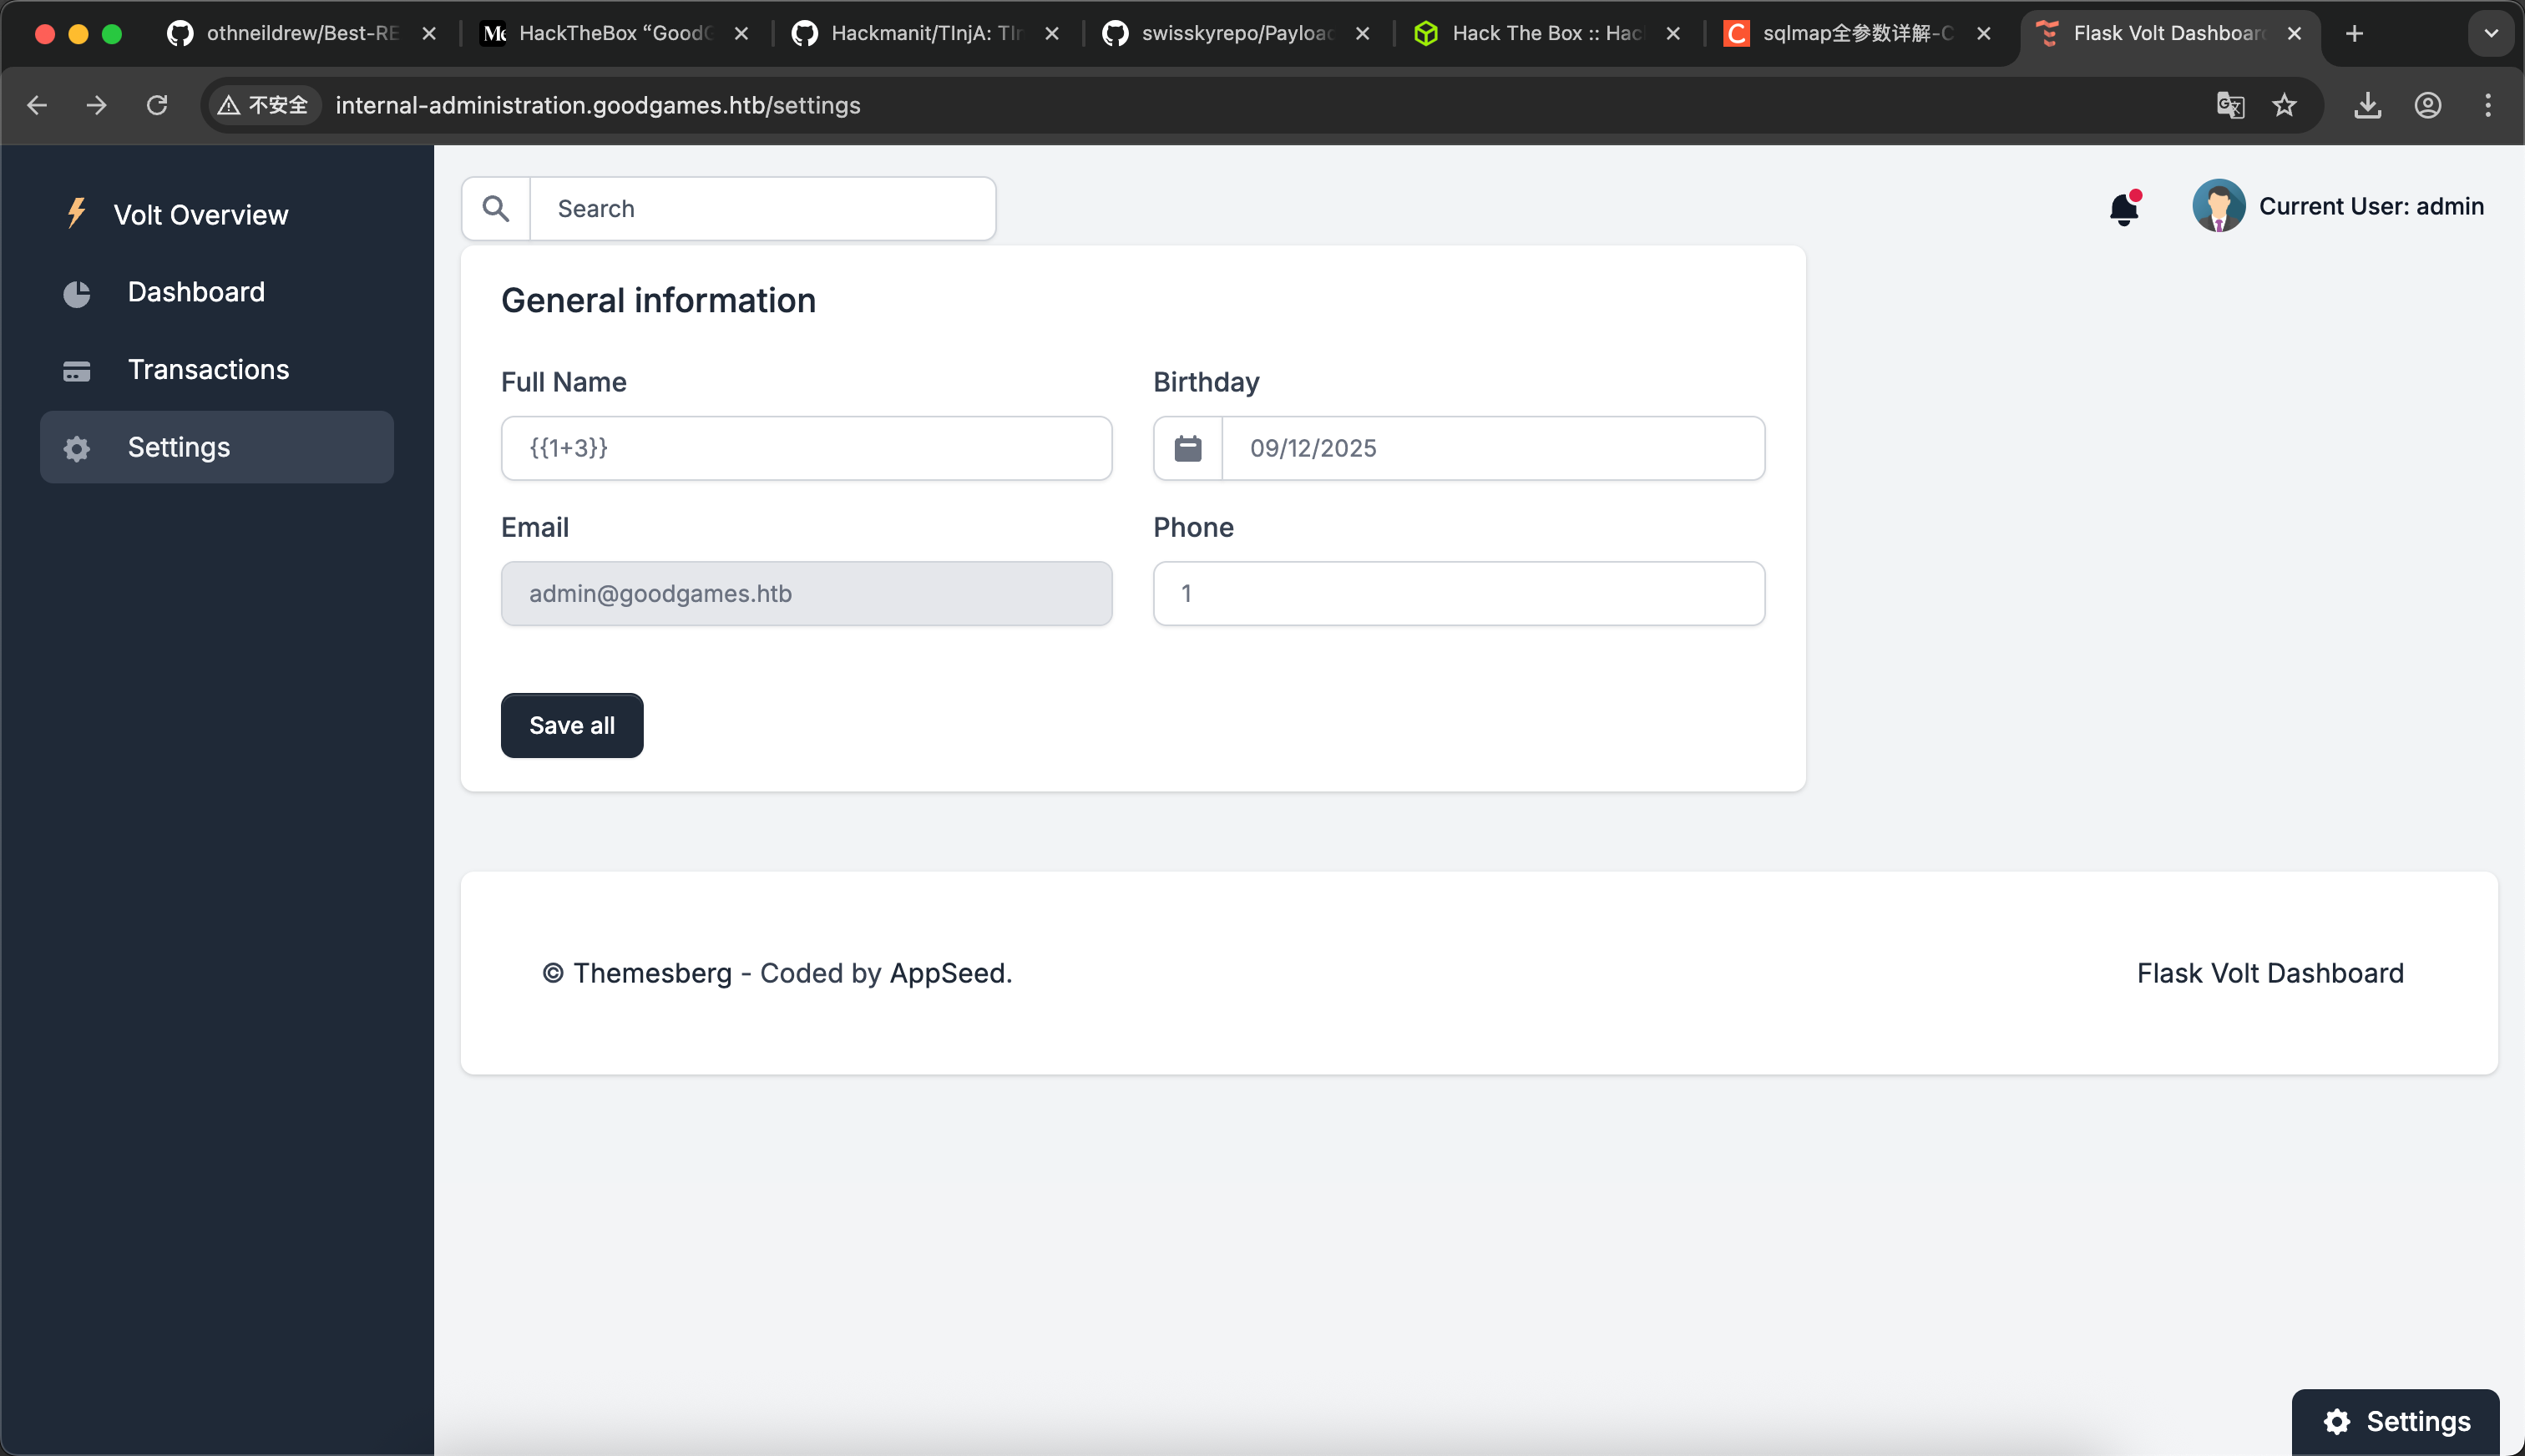 othneildrew/Best-RE
HackTheBox “GoodG
Hackmanit/TInjA: TIn
swisskyrepo/Payload
Hack The Box :: Hac
sqlmap全参数详解-C
Flask Volt Dashboard
不安全
internal-administration.goodgames.htb/settings
Volt Overview
Dashboard
Transactions
Settings
Search
Current User: admin
General information
Full Name
Birthday
{{1+3}}
09/12/2025
Email
Phone
admin@goodgames.htb
1
Save all
© Themesberg - Coded by AppSeed.
Flask Volt Dashboard
Settings